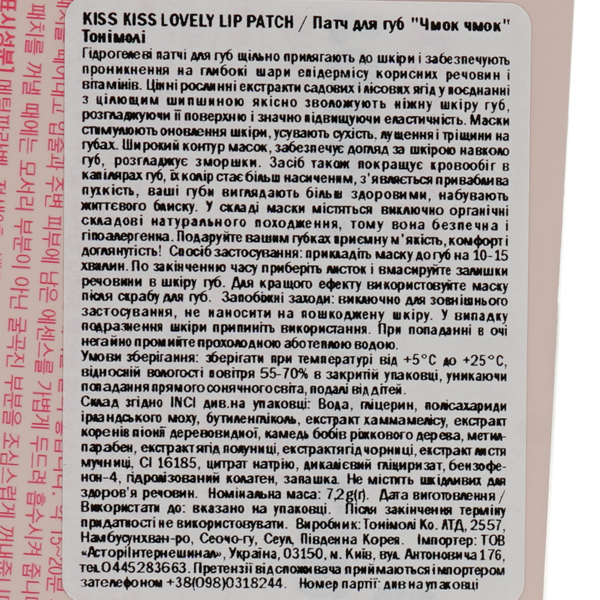 KISS KISS LOVELY LIP PATCH / Патч для губ "Чмок чмок"
Тонімолі
Гідрогелеві патчі для губ щільно прилягають до шкіри і забезпечують
проникнення на глибокі шари епідермісу корисних речовин і
вітамінів. Цінні рослинні екстракти садових і лісових ягід у поєднанні
з цілющим шипшиною якісно зволожують ніжну шкіру губ,
розгладжуючи її поверхню і значно підвищуючи еластичність. Маски
стимулюють оновлення шкіри, усувають сухість, лущення і тріщини на
губах. Широкий контур масок, забезпечує догляд за шкірою навколо
губ, розгладжує зморшки. Засіб також покращує кровообіг в
капілярах губ, їх колір стає більш насиченим, з'являється приваблива
пухкість, ваші губи виглядають більш здоровими, набувають
життєвого блиску. У складі маски містяться виключно органічні
складові натурального походження, тому вона безпечна і
гіпоалергенна. Подаруйте вашим губкам приємну м'якість, комфорт і
доглянутість! Спосіб застосування: прикладіть маску до губ на 10-15
хвилин. По закінченню часу приберіть листок і вмасируйте залишки
речовини в шкіру губ. Для кращого ефекту використовуйте маску
після скрабу для губ. Запобіжні заходи: виключно для зовнішнього
застосування, не наносити на пошкоджену шкіру. У випадку
подразнення шкіри припиніть використання. При попаданні в очі
негайно промийте прохолодною або теплою водою.
Умови зберігання: зберігати при температурі від +5°C до +25°C,
відносній вологості повітря 55-70% в закритій упаковці, уникаючи
попадання прямого сонячного світла, подалі від дітей.
Склад згідно INCI див.на упаковці: Вода, гліцерин, полісахариди
ірландського моху, бутиленгліколь, екстракт хаммамелісу, екстракт
коренів піонії деревовидної, камедь бобів ріжкового дерева, метил-
парабен, екстракт ягід полуниці, екстракт ягід чорниці, екстракт листя
мучниці, CI 16185, цитрат натрію, дикалієвий гліциризат, бензофе-
нон-4, гідролізований колаген, запашка. Не містить шкідливих для
здоров'я речовин. Номінальна маса: 7,2g(г). Дата виготовлення /
Використати до: вказано на упаковці. Після закінчення терміну
придатності не використовувати. Виробник: Тонімолі Ко. ЛТД, 2557,
Намбусунхван-ро, Сеочо-гу, Сеул, Південна Корея. Імпортер: ТОВ
«Асторі Інтернешинал», Україна, 03150, м. Київ, вул. Антоновича 176,
тел.0445283663. Претензії від споживача приймаються імпортером
за телефоном +38(098)0318244. Номер партії: див на упаковці